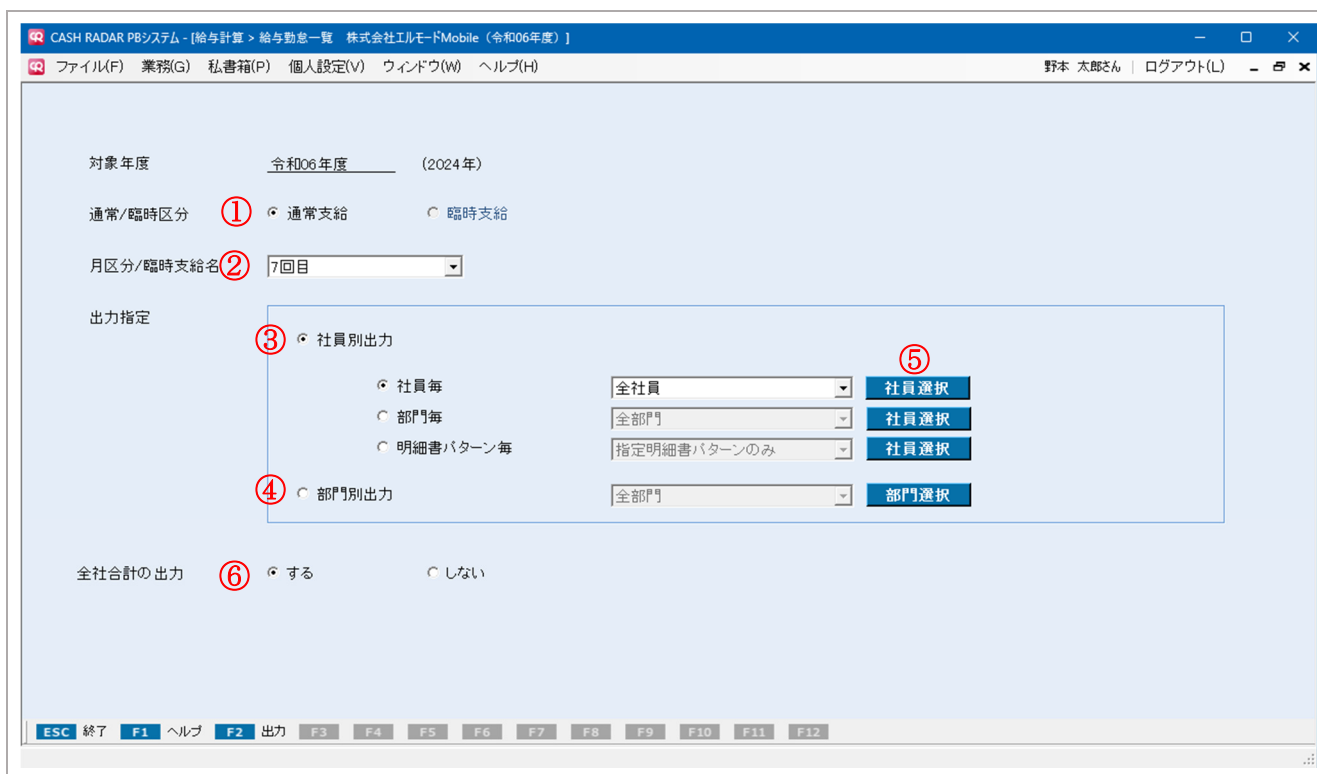 CASH RADAR PBシステム - [給与計算 > 給与勤怠一覧　株式会社エルモードMobile（令和06年度）]
ファイル(F) 業務(G) 私書箱(P) 個人設定(V) ウィンドウ(W) ヘルプ(H) 野本 太郎さん | ログアウト(L)
対象年度 令和06年度 (2024年)
通常/臨時区分 ① 通常支給 臨時支給
月区分/臨時支給名 ② 7回目
出力指定
③ 社員別出力
⑤
社員毎 全社員 社員選択
部門毎 全部門 社員選択
明細書パターン毎 指定明細書パターンのみ 社員選択
④ 部門別出力 全部門 部門選択
全社合計の出力 ⑥ する しない
ESC 終了 F1 ヘルプ F2 出力 F3 F4 F5 F6 F7 F8 F9 F10 F11 F12